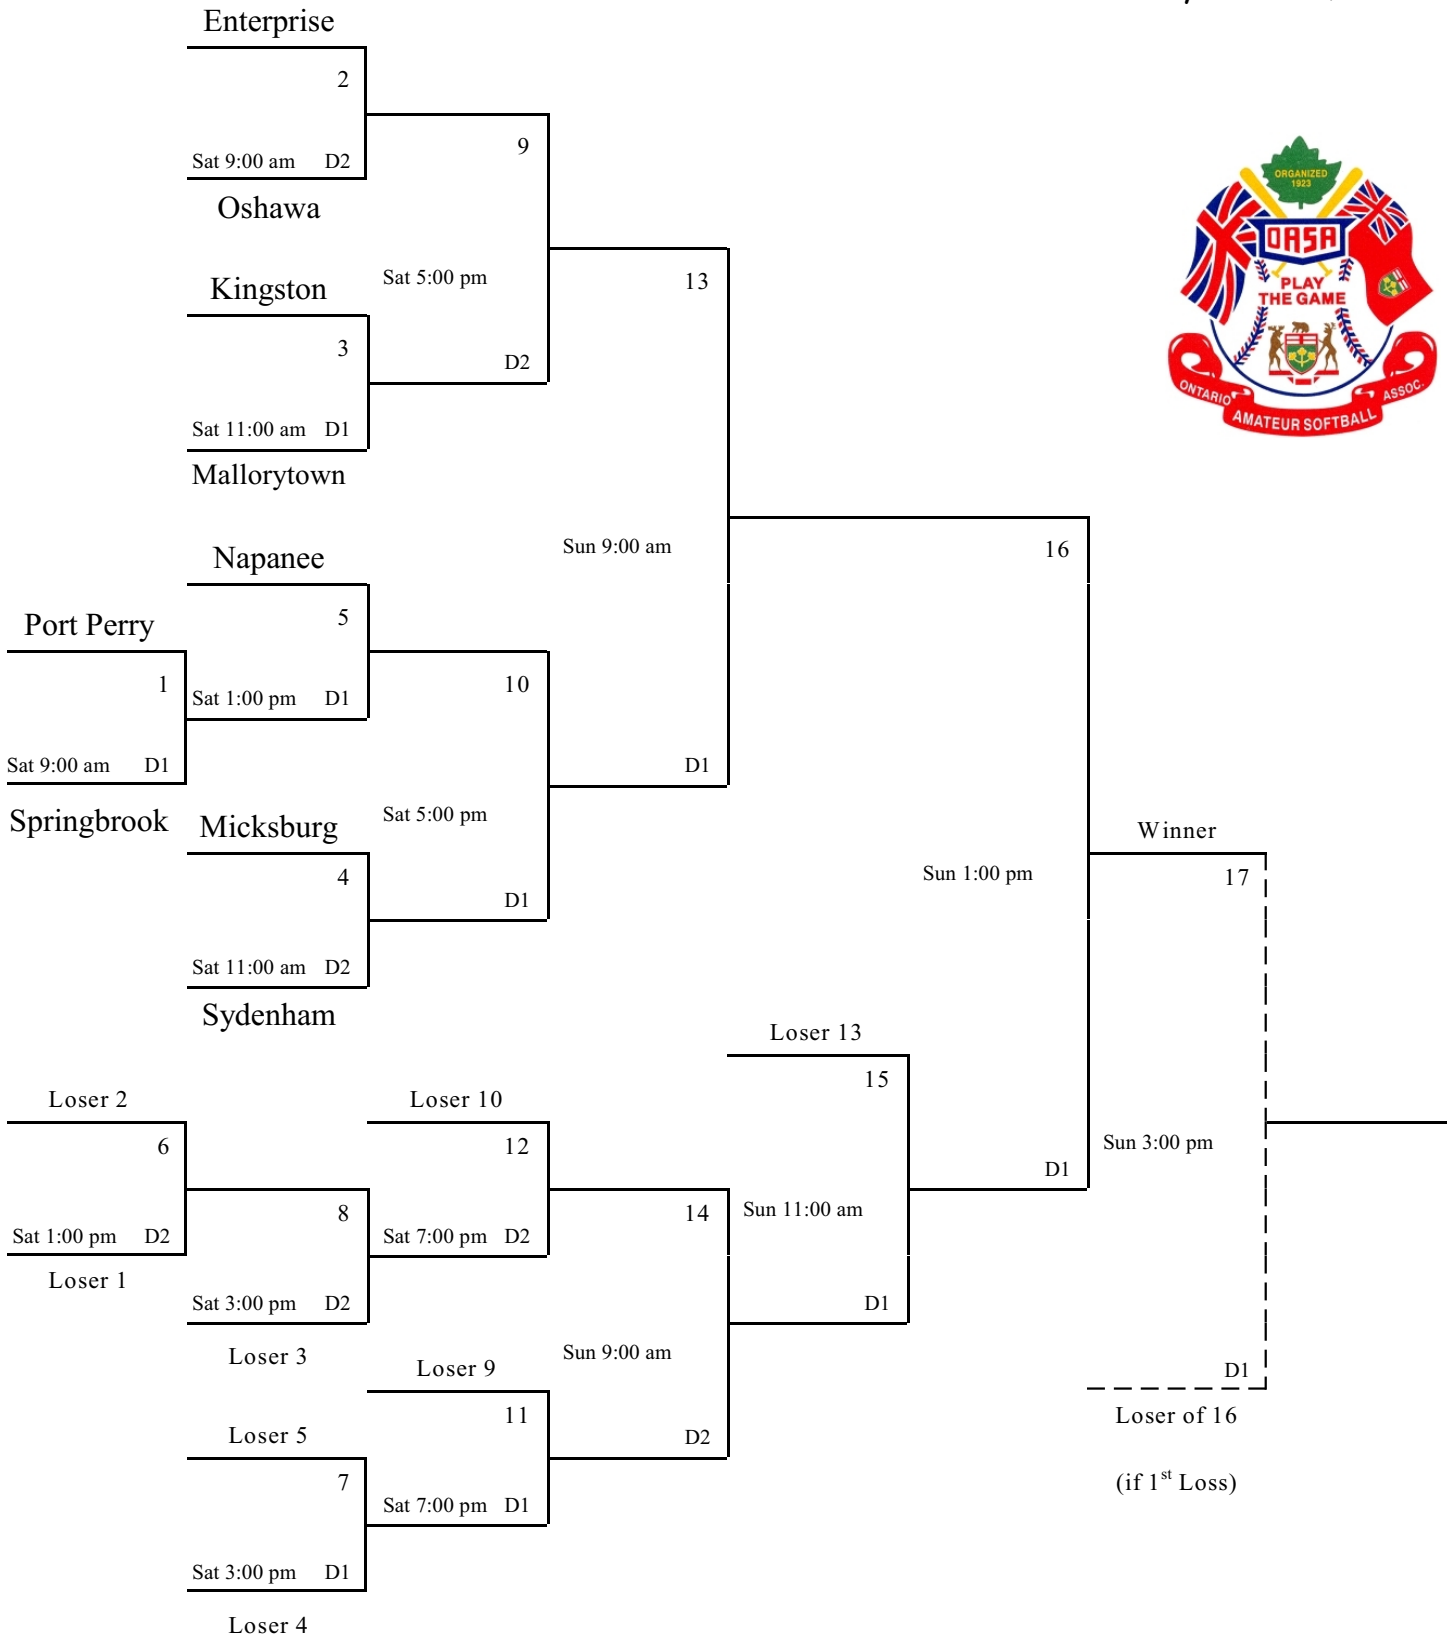 Enterprise
2
Sat 9:00 am D2
Oshawa
9
Sat 5:00 pm
D2
Kingston
3
Sat 11:00 am D1
Mallorytown
13
Sun 9:00 am
D1
Napanee
5
Sat 1:00 pm D1
Port Perry
1
Sat 9:00 am D1
Springbrook
10
Sat 5:00 pm
D1
Micksburg
4
Sat 11:00 am D2
Sydenham
16
Sun 1:00 pm
D1
Winner
17
Sun 3:00 pm
D1
Loser of 16
(if 1st Loss)
Loser 13
15
Sun 11:00 am
D1
Loser 2
6
Sat 1:00 pm D2
Loser 1
Loser 10
12
Sat 7:00 pm D2
8
Sat 3:00 pm D2
Loser 3
14
Sun 9:00 am
D2
Loser 9
11
Sat 7:00 pm D1
Loser 5
7
Sat 3:00 pm D1
Loser 4
ORGANIZED
1923
OASA
PLAY
THE GAME
ONTARIO
AMATEUR SOFTBALL
ASSOC.